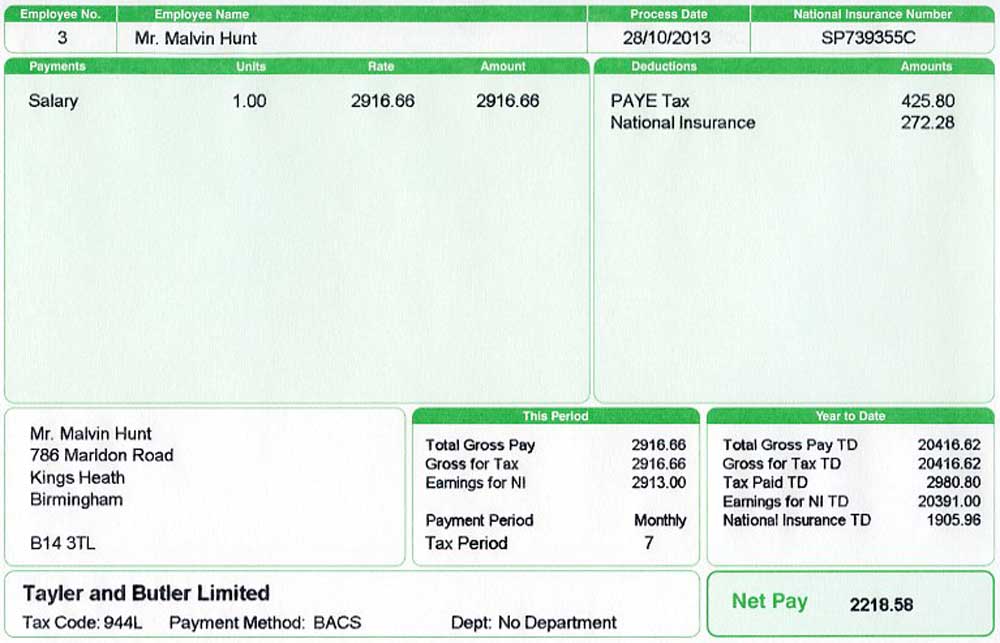 Employee No. Employee Name Process Date National Insurance Number
3 Mr. Malvin Hunt 28/10/2013 SP739355C
Payments Units Rate Amount Deductions Amounts
Salary 1.00 2916.66 2916.66 PAYE Tax 425.80
National Insurance 272.28
Mr. Malvin Hunt
786 Marldon Road
Kings Heath
Birmingham
B14 3TL
This Period
Total Gross Pay 2916.66
Gross for Tax 2916.66
Earnings for NI 2913.00
Payment Period Monthly
Tax Period 7
Year to Date
Total Gross Pay TD 20416.62
Gross for Tax TD 20416.62
Tax Paid TD 2980.80
Earnings for NI TD 20391.00
National Insurance TD 1905.96
Tayler and Butler Limited
Tax Code: 944L Payment Method: BACS Dept: No Department
Net Pay 2218.58